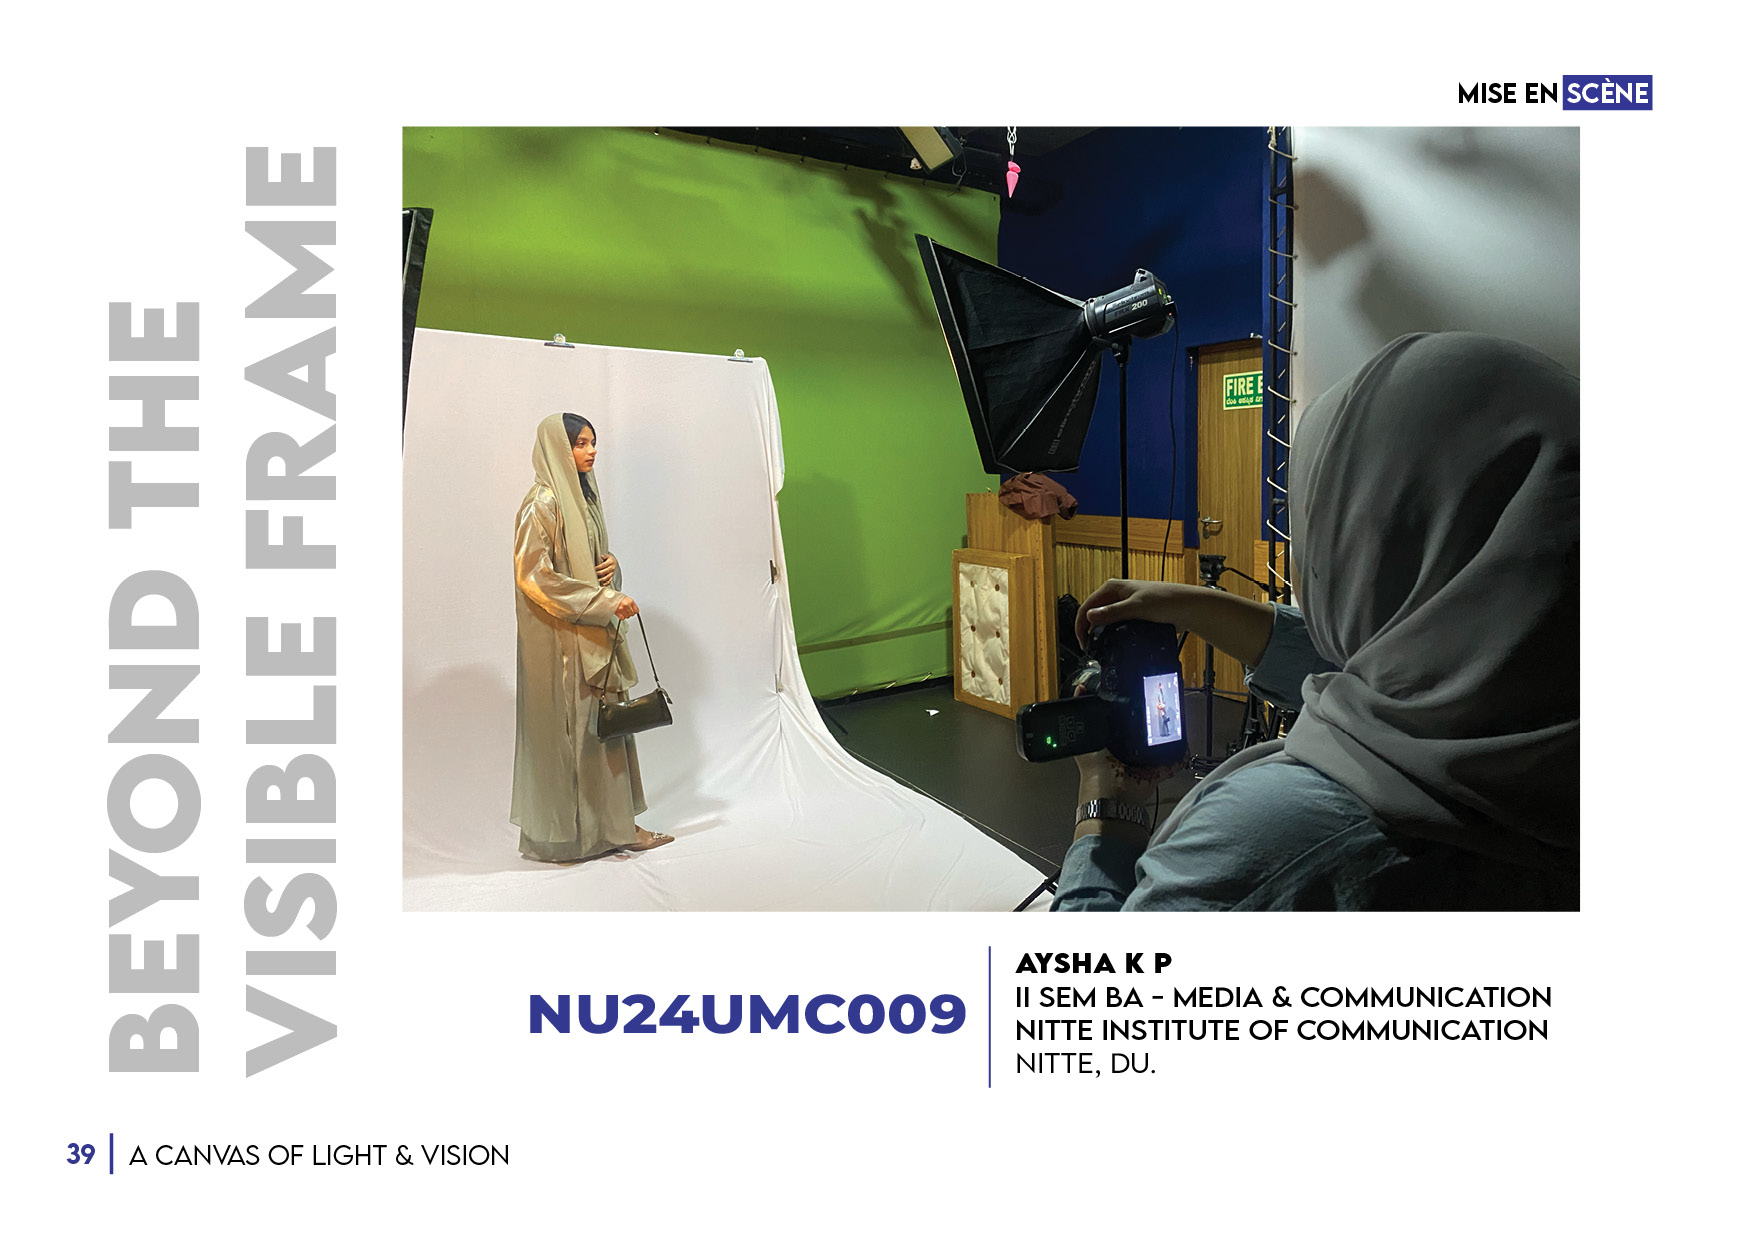 MISE EN SCÈNE
BEYOND THE
VISIBLE FRAME
200
FIRE E
NU24UMC009
AYSHA K P
II SEM BA - MEDIA & COMMUNICATION
NITTE INSTITUTE OF COMMUNICATION
NITTE, DU.
39
A CANVAS OF LIGHT & VISION